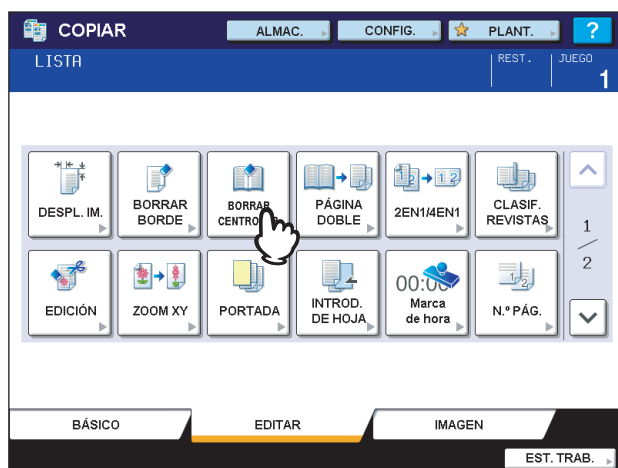 COPIAR
ALMAC.
CONFIG.
PLANT.
?
LISTA
REST.
JUEGO
1
DESPL. IM.
BORRAR
BORDE
BORRAR
PÁGINA
DOBLE
2EN1/4EN1
CLASIF.
REVISTAS
1
2
EDICIÓN
ZOOM XY
PORTADA
INTROD.
DE HOJA
Marca
de hora
N.º PÁG.
BÁSICO
EDITAR
IMAGEN
EST. TRAB.